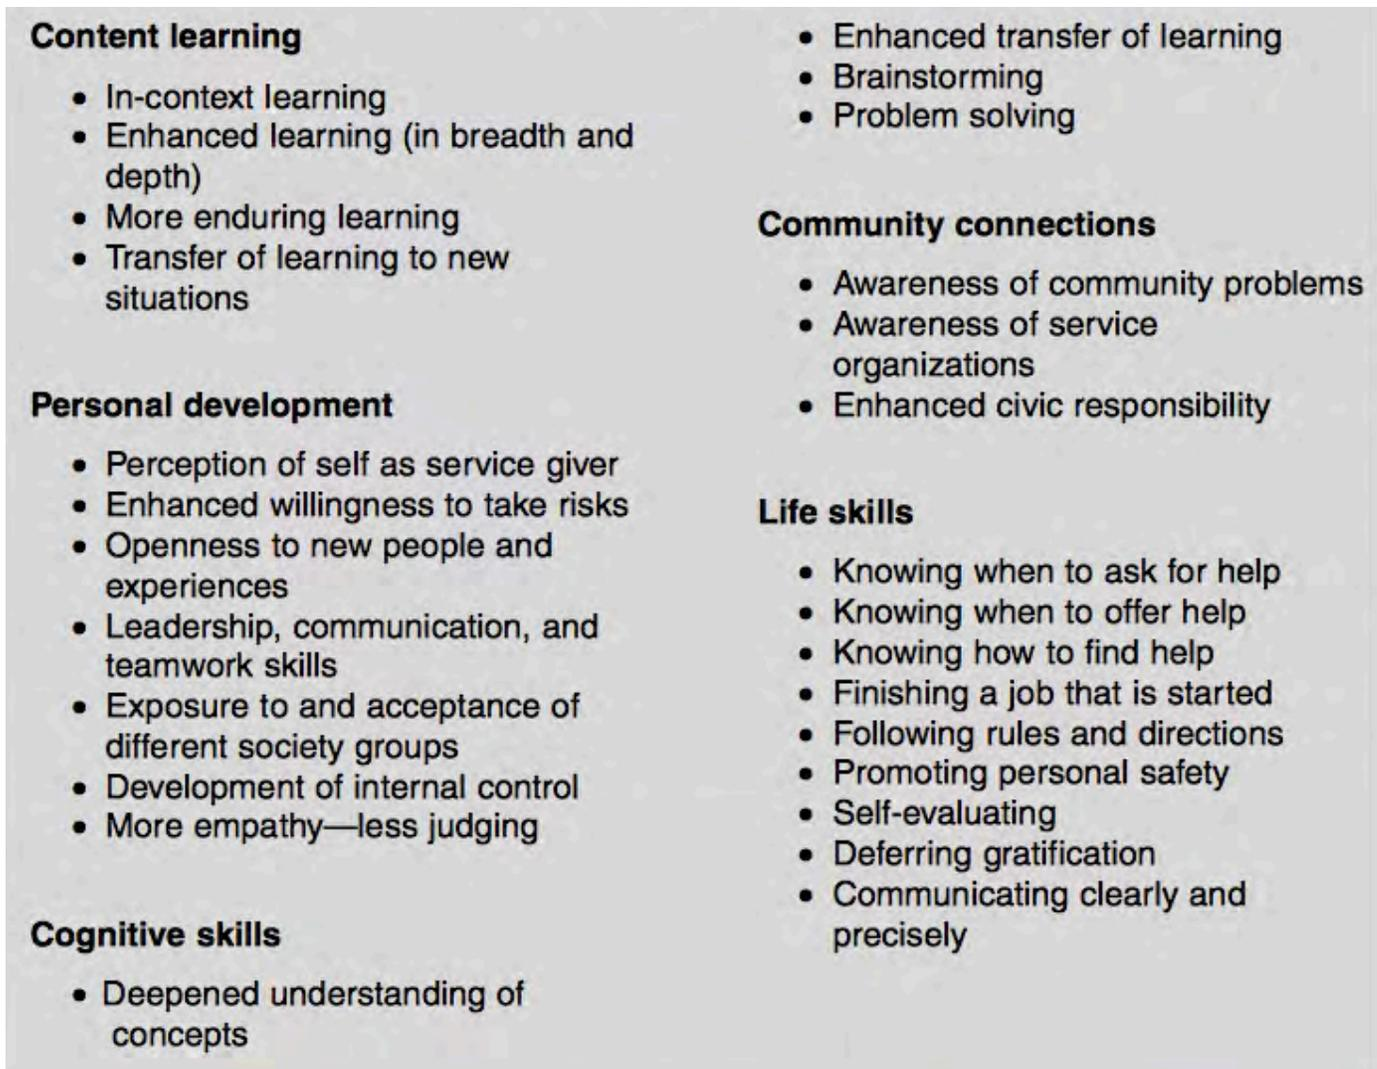 Content learning
• In-context learning
• Enhanced learning (in breadth and
depth)
• More enduring learning
• Transfer of learning to new
situations
Personal development
• Perception of self as service giver
• Enhanced willingness to take risks
• Openness to new people and
experiences
• Leadership, communication, and
teamwork skills
• Exposure to and acceptance of
different society groups
• Development of internal control
• More empathy—less judging
Cognitive skills
• Deepened understanding of
concepts
• Enhanced transfer of learning
• Brainstorming
• Problem solving
Community connections
• Awareness of community problems
• Awareness of service
organizations
• Enhanced civic responsibility
Life skills
• Knowing when to ask for help
• Knowing when to offer help
• Knowing how to find help
• Finishing a job that is started
• Following rules and directions
• Promoting personal safety
• Self-evaluating
• Deferring gratification
• Communicating clearly and
precisely